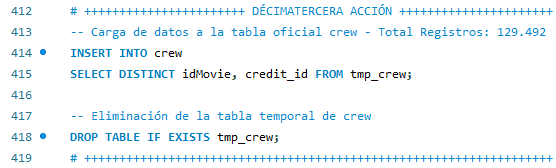 412 # +++++++++++++++++++++++ DÉCIMATERCERA ACCIÓN ++++++++++++++++++++++
413 -- Carga de datos a la tabla oficial crew - Total Registros: 129.492
414 INSERT INTO crew
415 SELECT DISTINCT idMovie, credit_id FROM tmp_crew;
416
417 -- Eliminación de la tabla temporal de crew
418 DROP TABLE IF EXISTS tmp_crew;
419 # +++++++++++++++++++++++++++++++++++++++++++++++++++++++++++++++++++